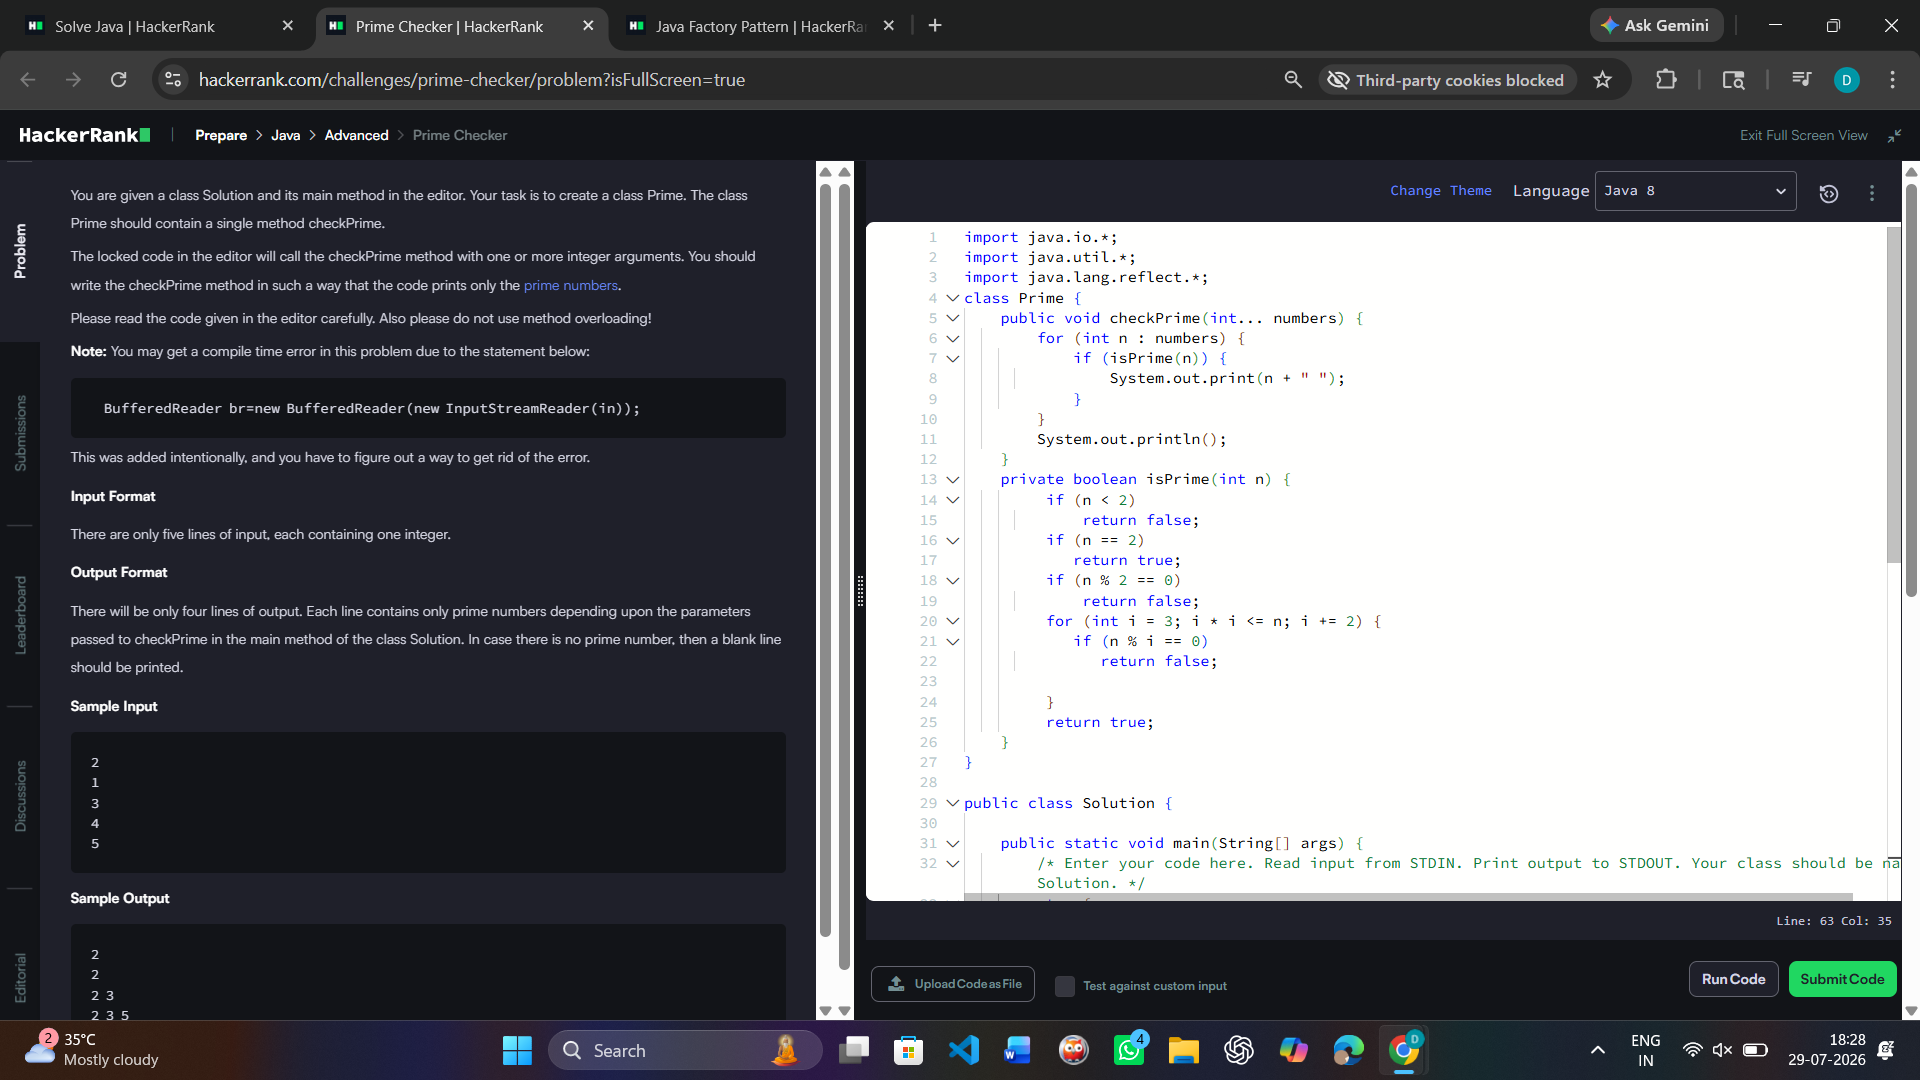 Solve Java | HackerRank
Prime Checker | HackerRank
Java Factory Pattern | HackerRa
Ask Gemini
hackerrank.com/challenges/prime-checker/problem?isFullScreen=true
Third-party cookies blocked
D
HackerRank
Prepare > Java > Advanced > Prime Checker
Exit Full Screen View
Problem
Submissions
Leaderboard
Discussions
Editorial
You are given a class Solution and its main method in the editor. Your task is to create a class Prime. The class
Prime should contain a single method checkPrime.
The locked code in the editor will call the checkPrime method with one or more integer arguments. You should
write the checkPrime method in such a way that the code prints only the prime numbers.
Please read the code given in the editor carefully. Also please do not use method overloading!
Note: You may get a compile time error in this problem due to the statement below:
BufferedReader br=new BufferedReader(new InputStreamReader(in));
This was added intentionally, and you have to figure out a way to get rid of the error.
Input Format
There are only five lines of input, each containing one integer.
Output Format
There will be only four lines of output. Each line contains only prime numbers depending upon the parameters
passed to checkPrime in the main method of the class Solution. In case there is no prime number, then a blank line
should be printed.
Sample Input
2
1
3
4
5
Sample Output
2
2
2 3
2 3 5
Change Theme Language Java 8
1 import java.io.*;
2 import java.util.*;
3 import java.lang.reflect.*;
4 class Prime {
5 public void checkPrime(int... numbers) {
6 for (int n : numbers) {
7 if (isPrime(n)) {
8 System.out.print(n + " ");
9 }
10 }
11 System.out.println();
12 }
13 private boolean isPrime(int n) {
14 if (n < 2)
15 return false;
16 if (n == 2)
17 return true;
18 if (n % 2 == 0)
19 return false;
20 for (int i = 3; i * i <= n; i += 2) {
21 if (n % i == 0)
22 return false;
23
24 }
25 return true;
26 }
27 }
28
29 public class Solution {
30
31 public static void main(String[] args) {
32 /* Enter your code here. Read input from STDIN. Print output to STDOUT. Your class should be na
Solution. */
Line: 63 Col: 35
Upload Code as File
Test against custom input
Run Code
Submit Code
2
35°C
Mostly cloudy
Search
4
D
ENG
IN
18:28
29-07-2026